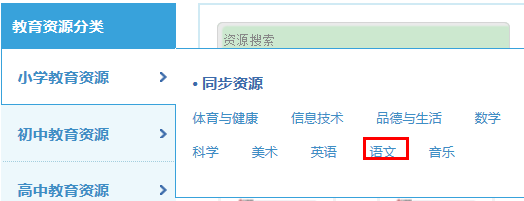 教育资源分类
资源搜索
小学教育资源
• 同步资源
体育与健康 信息技术 品德与生活 数学
科学 美术 英语 语文 音乐
初中教育资源
高中教育资源